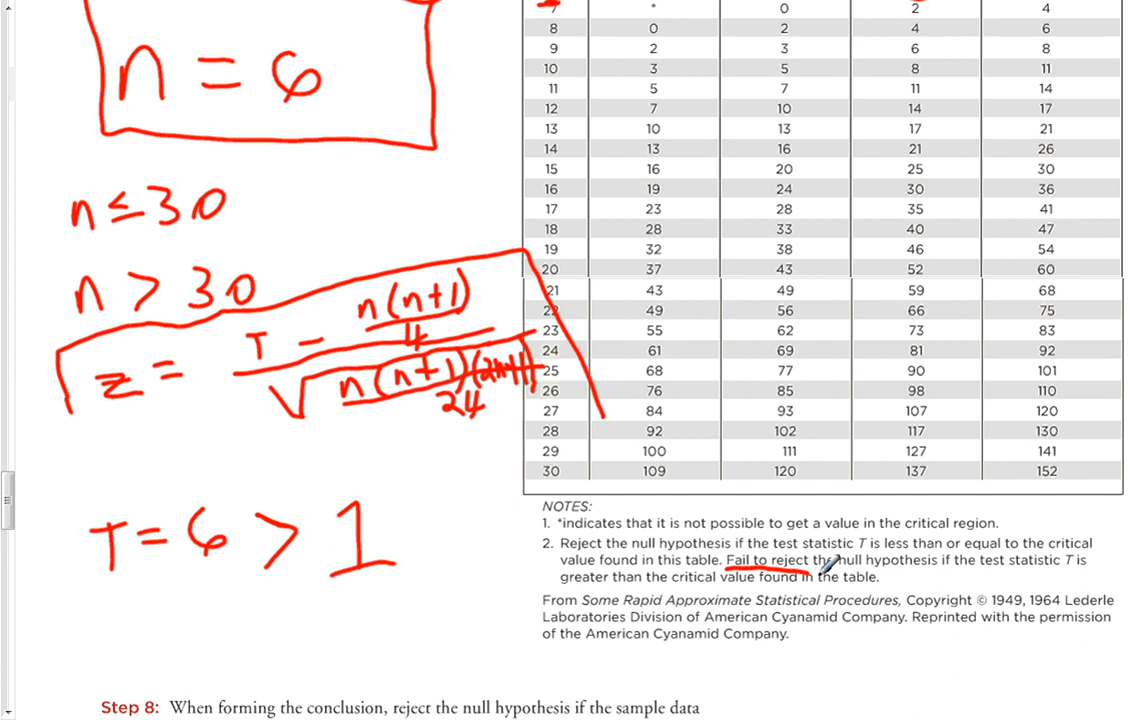 n = 6
n ≤ 30
n > 30
z = T - n(n+1)/4 / √ n(n+1)(2n+1)/24
T = 6 > 1
7 * 0 2 4
8 0 2 4 6
9 2 3 6 8
10 3 5 8 11
11 5 7 11 14
12 7 10 14 17
13 10 13 17 21
14 13 16 21 26
15 16 20 25 30
16 19 24 30 36
17 23 28 35 41
18 28 33 40 47
19 32 38 46 54
20 37 43 52 60
21 43 49 59 68
22 49 56 66 75
23 55 62 73 83
24 61 69 81 92
25 68 77 90 101
26 76 85 98 110
27 84 93 107 120
28 92 102 117 130
29 100 111 127 141
30 109 120 137 152
NOTES:
1. *indicates that it is not possible to get a value in the critical region.
2. Reject the null hypothesis if the test statistic T is less than or equal to the critical
value found in this table. Fail to reject the null hypothesis if the test statistic T is
greater than the critical value found in the table.
From Some Rapid Approximate Statistical Procedures, Copyright © 1949, 1964 Lederle
Laboratories Division of American Cyanamid Company. Reprinted with the permission
of the American Cyanamid Company.
Step 8: When forming the conclusion, reject the null hypothesis if the sample data